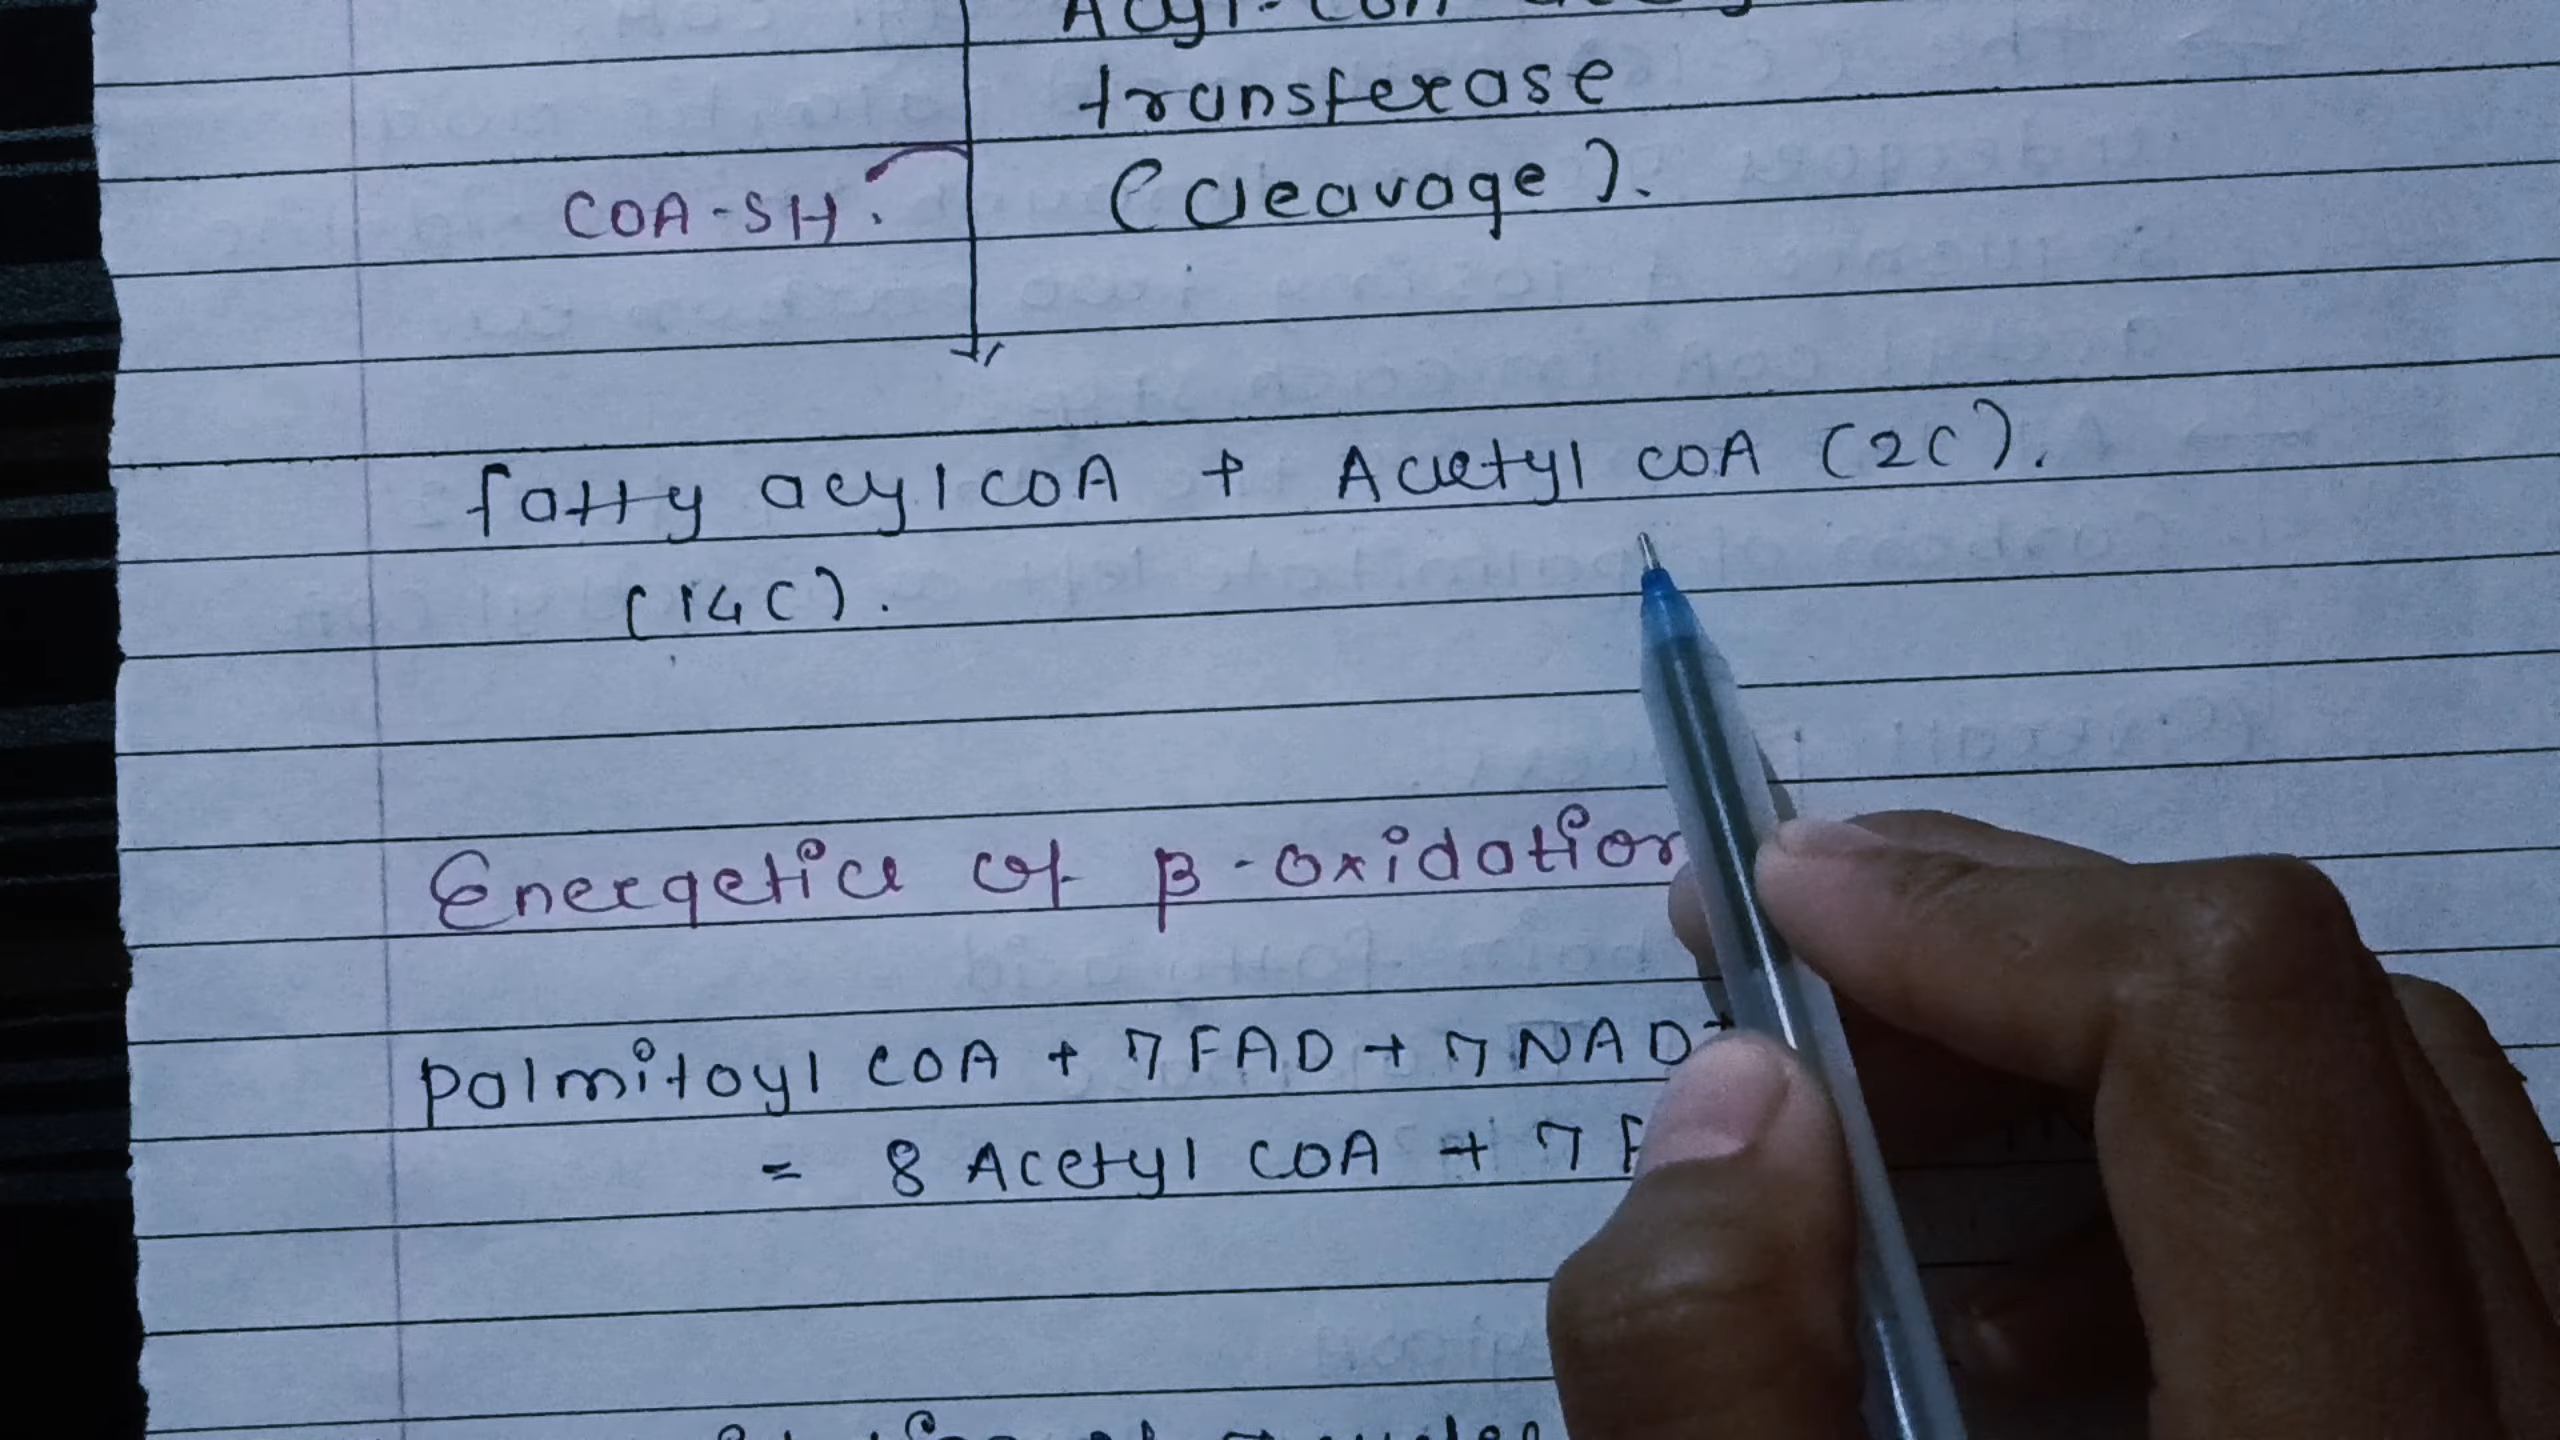 transferase
(cleavage).
COA-SH.
fatty acyl COA + Acetyl COA (2C).
(14C).
Energetics of β-oxidation
palmitoyl COA + 7 FAD + 7 NAD+
= 8 Acetyl COA + 7 F